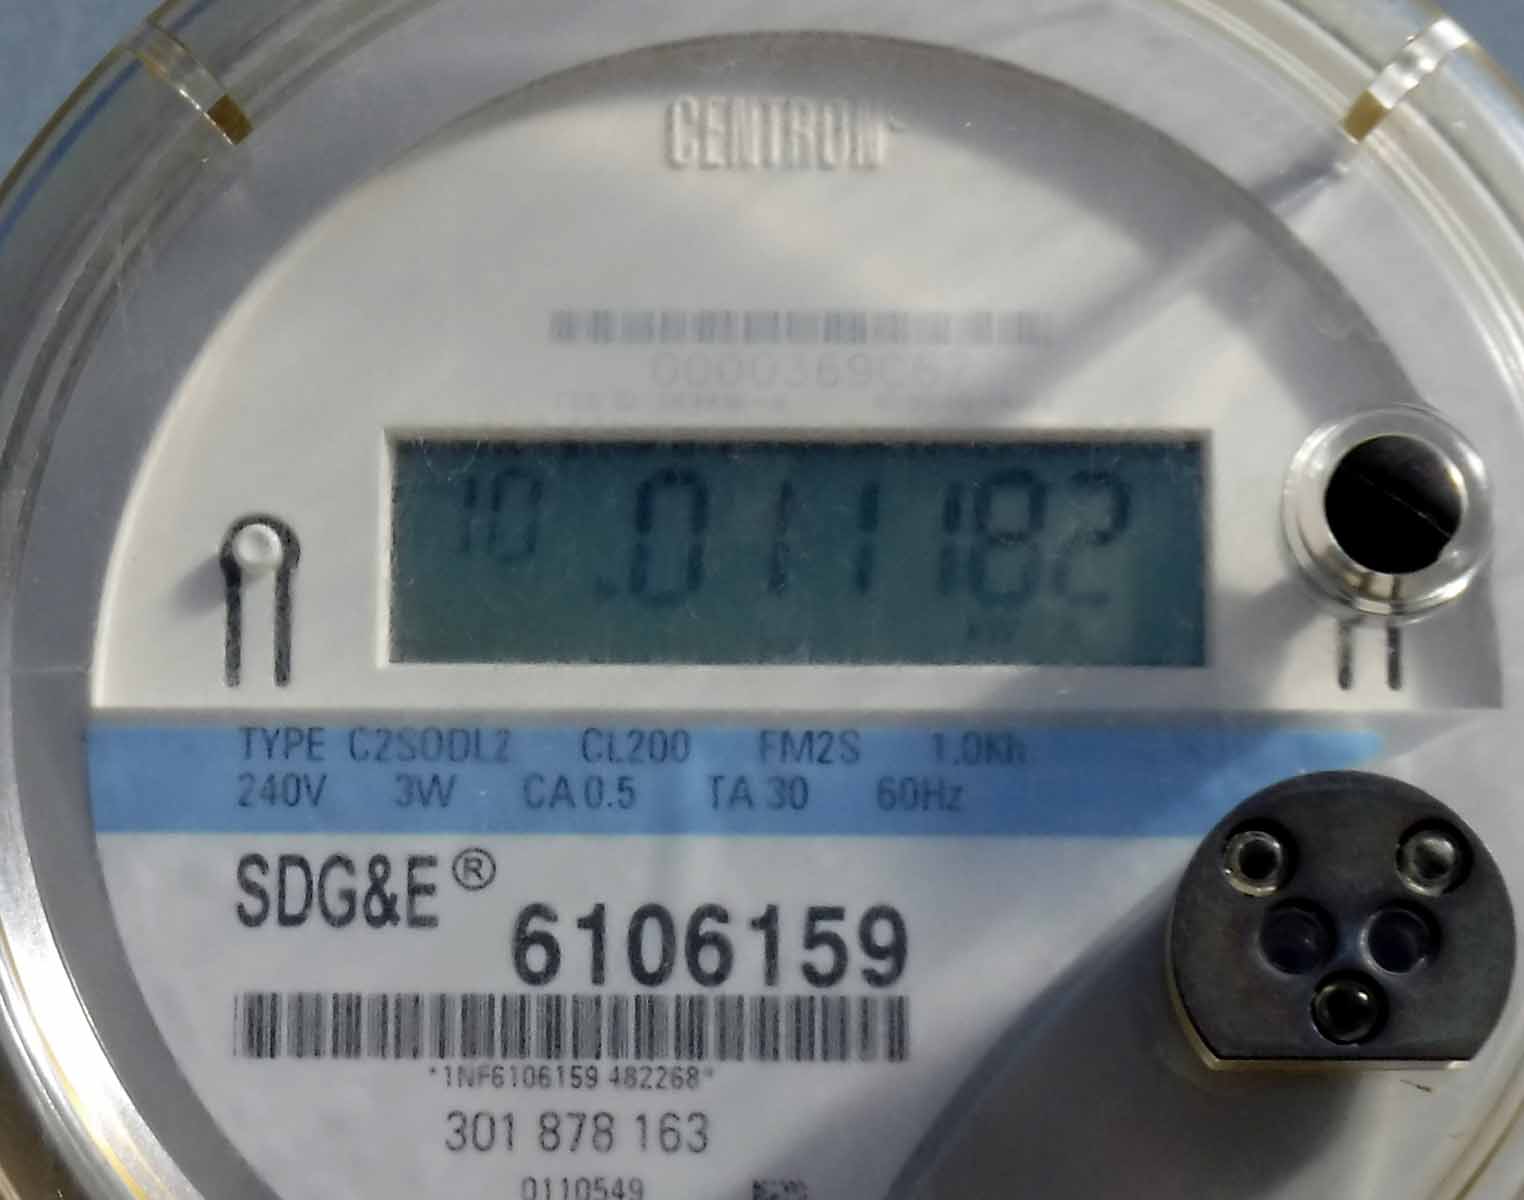 CENTRON®
10 .011182
kW
TYPE C2SODL2 CL200 FM2S 1.0Kh
240V 3W CA 0.5 TA 30 60Hz
SDG&E®
6106159
*1NF6106159 482268*
301 878 163
0110549